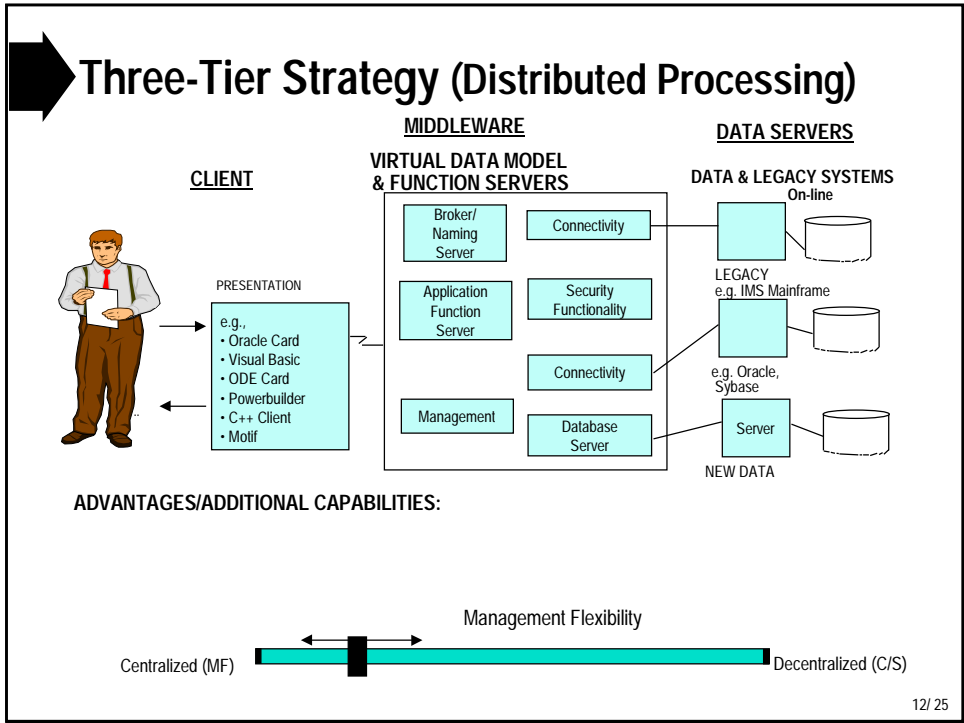 Three-Tier Strategy (Distributed Processing)
MIDDLEWARE
DATA SERVERS
CLIENT
VIRTUAL DATA MODEL
& FUNCTION SERVERS
DATA & LEGACY SYSTEMS
On-line
PRESENTATION
e.g.,
• Oracle Card
• Visual Basic
• ODE Card
• Powerbuilder
• C++ Client
• Motif
Broker/
Naming
Server
Connectivity
Application
Function
Server
Security
Functionality
Connectivity
Management
Database
Server
LEGACY
e.g. IMS Mainframe
e.g. Oracle,
Sybase
Server
NEW DATA
ADVANTAGES/ADDITIONAL CAPABILITIES:
Management Flexibility
Centralized (MF)
Decentralized (C/S)
12/ 25